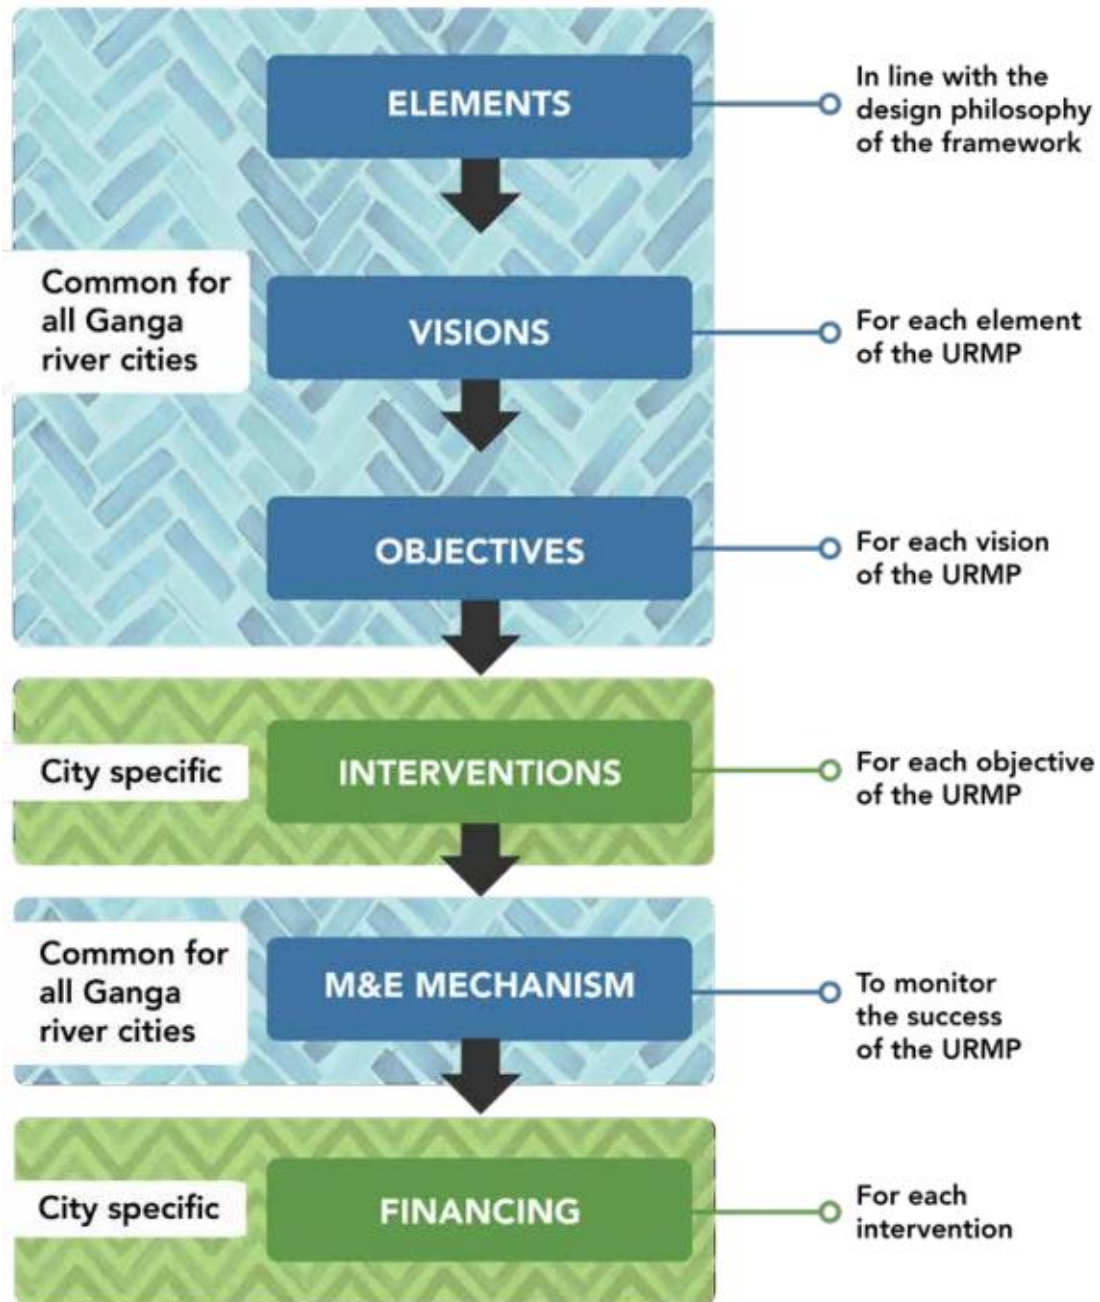 ELEMENTS
In line with the
design philosophy
of the framework
Common for
all Ganga
river cities
VISIONS
For each element
of the URMP
OBJECTIVES
For each vision
of the URMP
City specific
INTERVENTIONS
For each objective
of the URMP
Common for
all Ganga
river cities
M&E MECHANISM
To monitor
the success
of the URMP
City specific
FINANCING
For each
intervention